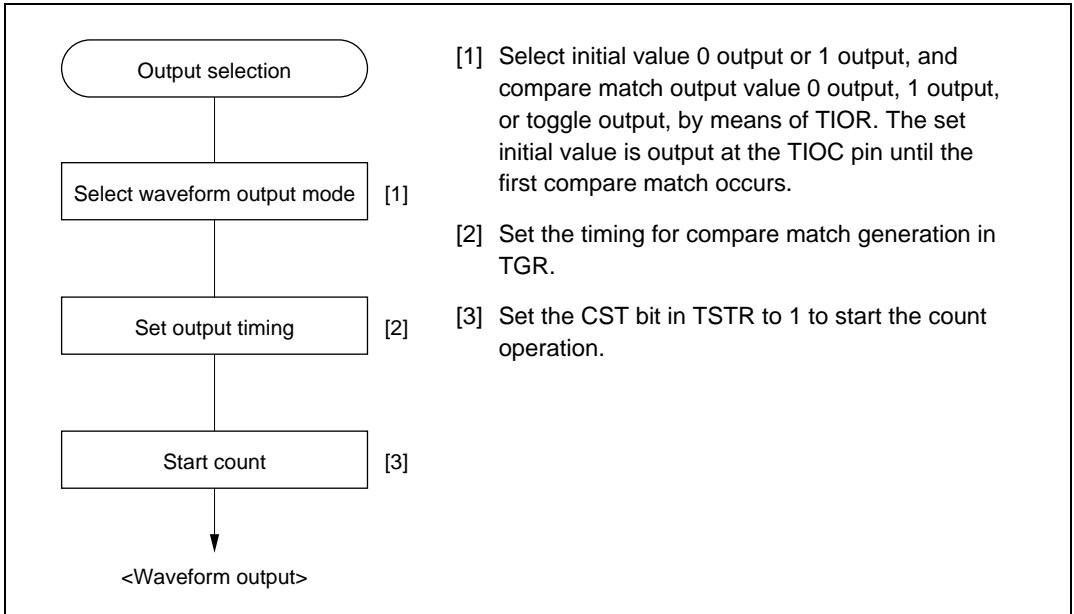 Output selection
Select waveform output mode [1]
Set output timing [2]
Start count [3]
<Waveform output>
[1] Select initial value 0 output or 1 output, and
compare match output value 0 output, 1 output,
or toggle output, by means of TIOR. The set
initial value is output at the TIOC pin until the
first compare match occurs.
[2] Set the timing for compare match generation in
TGR.
[3] Set the CST bit in TSTR to 1 to start the count
operation.